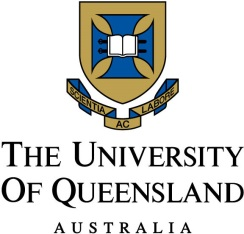 SCIENTIA AC LABORE
THE UNIVERSITY
OF QUEENSLAND
AUSTRALIA